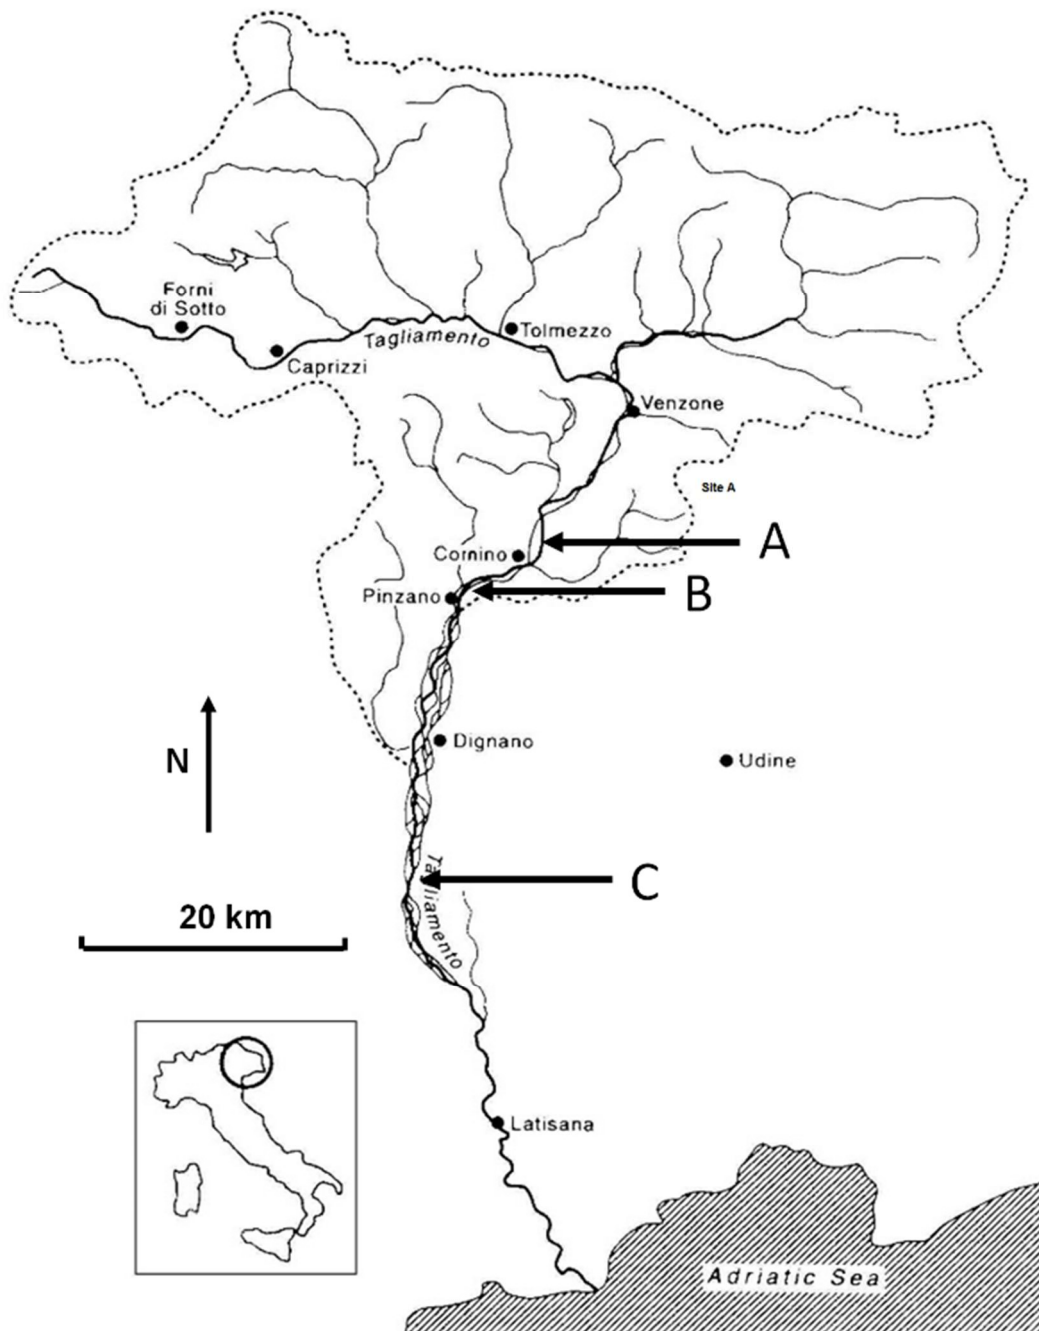 Forni
di Sotto
Caprizzi
Tagliamento
Tolmezzo
Venzone
Site A
A
Cornino
B
Pinzano
N
Dignano
Udine
C
Tagliamento
20 km
Latisana
Adriatic Sea